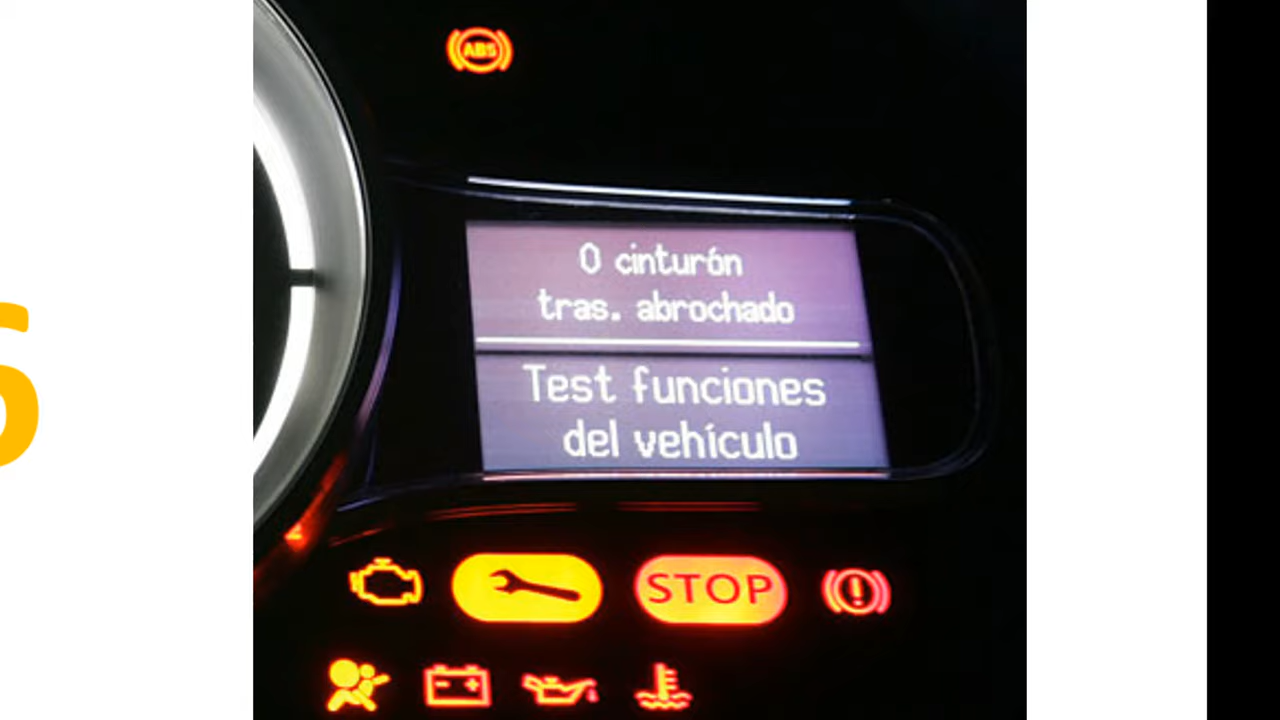 ABS
0 cinturón
tras. abrochado
Test funciones
del vehículo
STOP